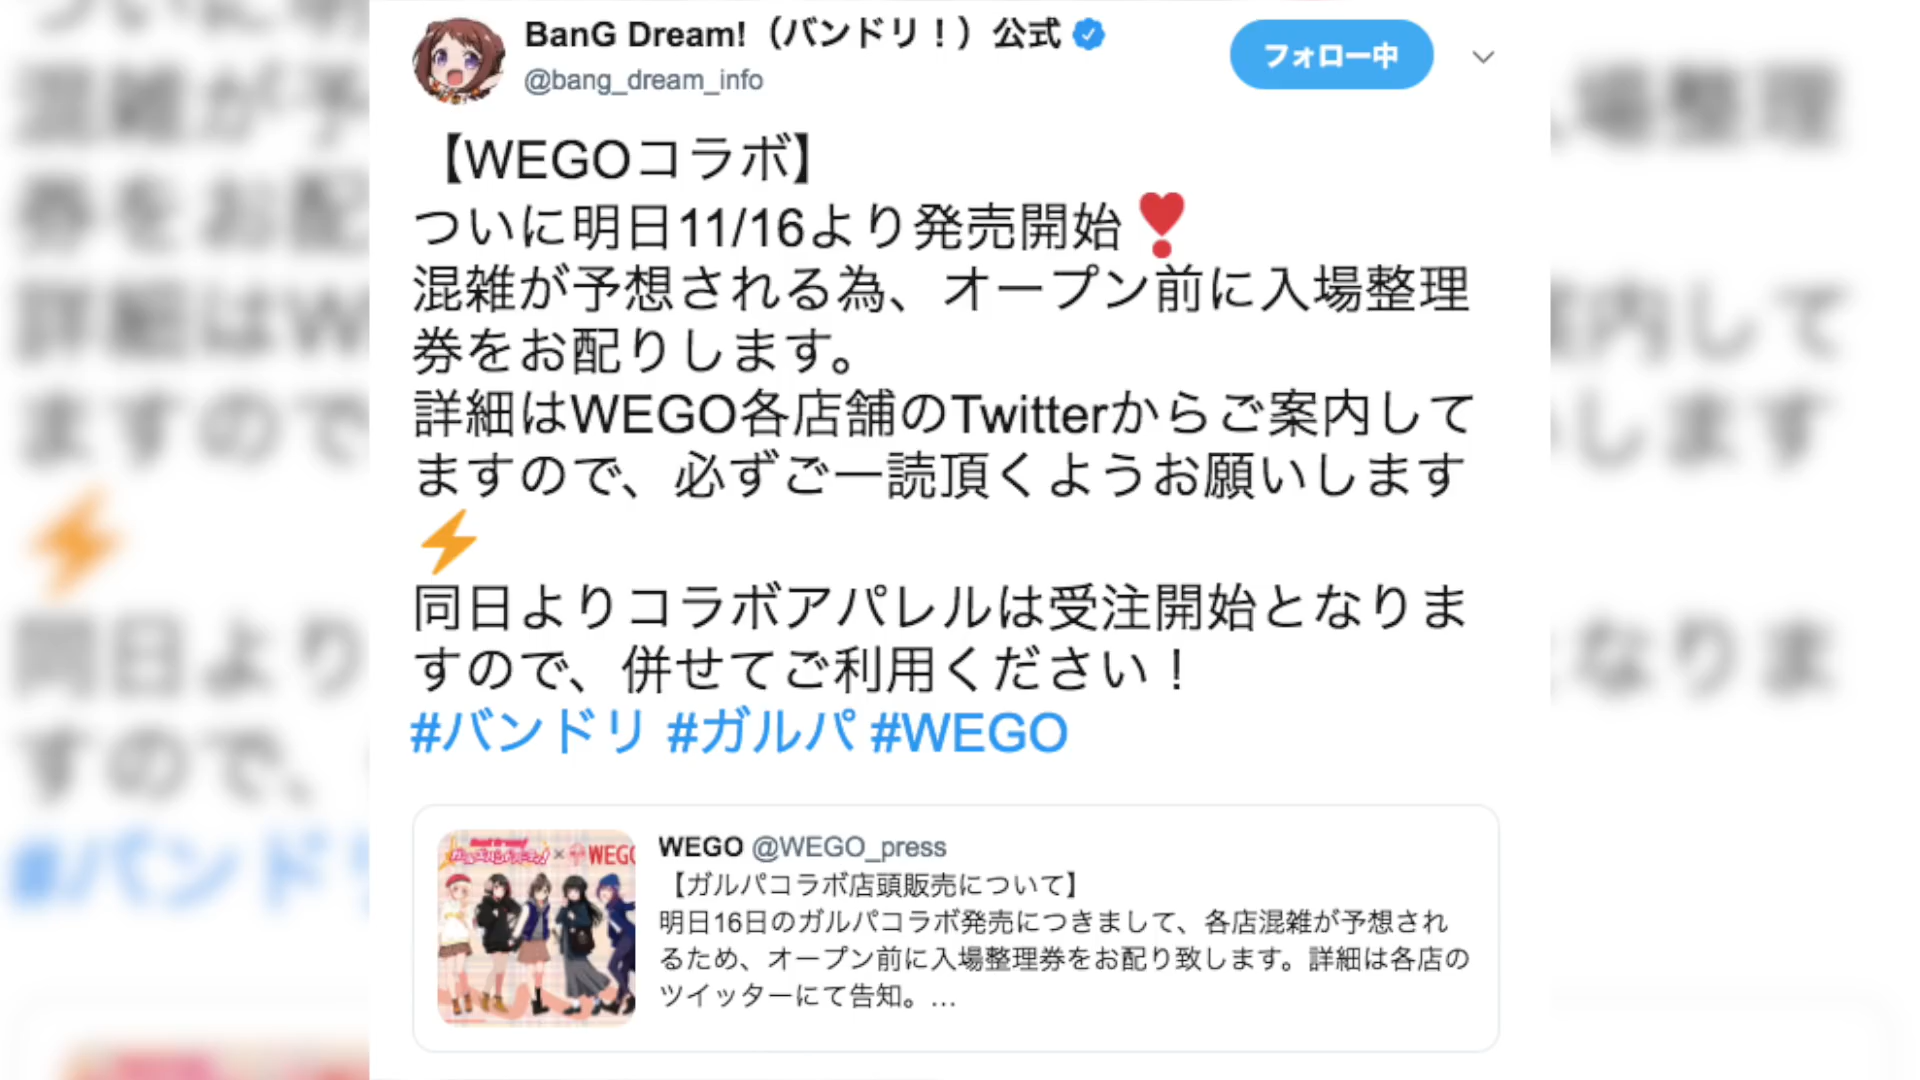 BanG Dream!（バンドリ！）公式
@bang_dream_info
フォロー中
【WEGOコラボ】
ついに明日11/16より発売開始❣
混雑が予想される為、オープン前に入場整理
券をお配りします。
詳細はWEGO各店舗のTwitterからご案内して
ますので、必ずご一読頂くようお願いします
⚡
同日よりコラボアパレルは受注開始となりま
すので、併せてご利用ください！
#バンドリ #ガルパ #WEGO
WEGO @WEGO_press
【ガルパコラボ店頭販売について】
明日16日のガルパコラボ発売につきまして、各店混雑が予想され
るため、オープン前に入場整理券をお配り致します。詳細は各店の
ツイッターにて告知。…
ガールズバンドパーティ! × WEGO